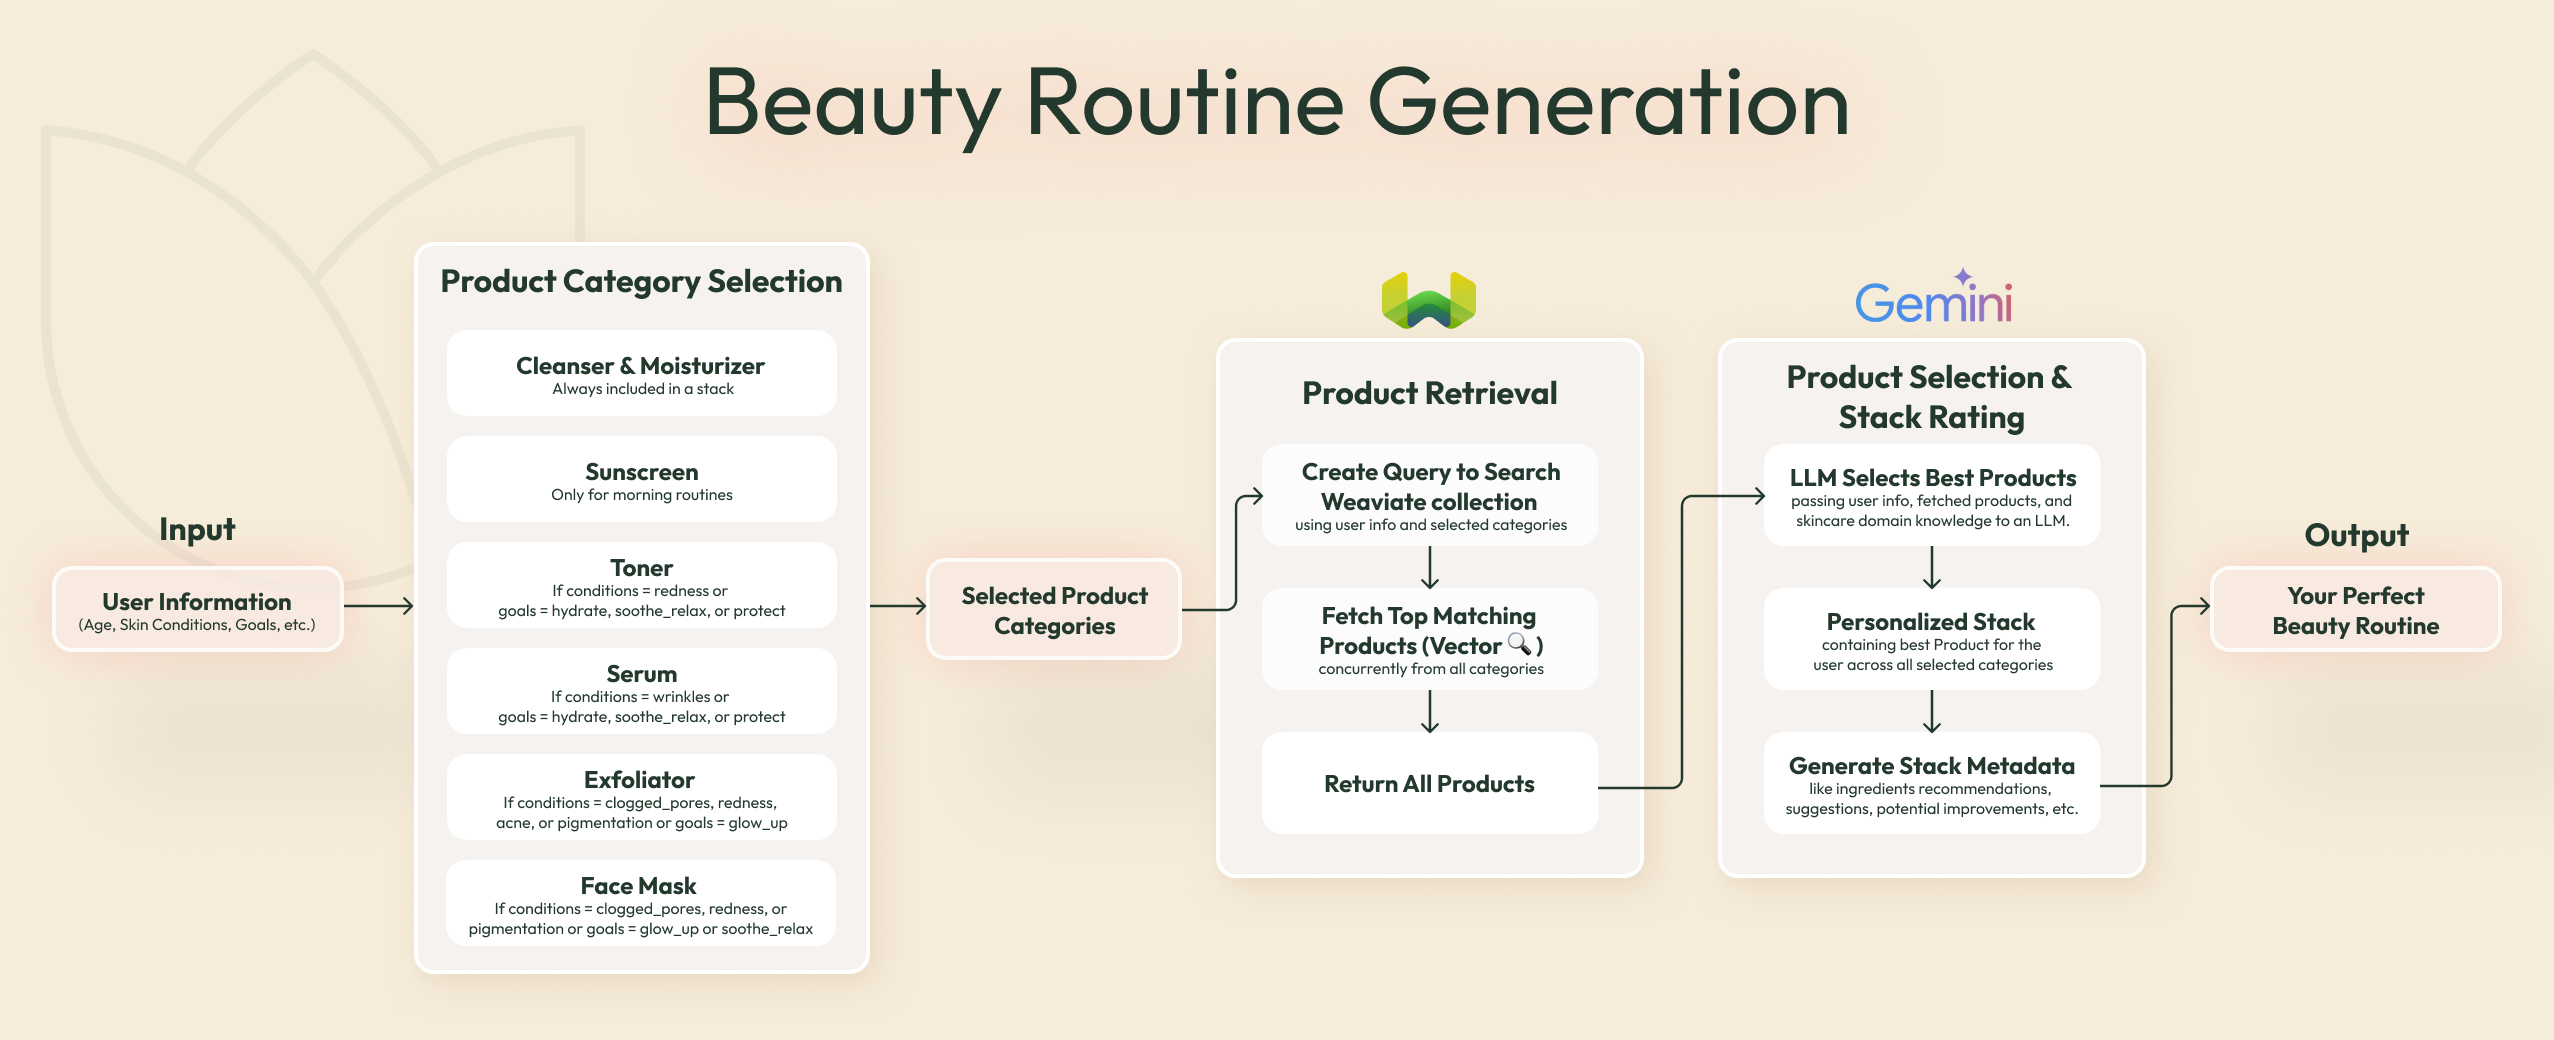 Beauty Routine Generation
Input
User Information
(Age, Skin Conditions, Goals, etc.)
Product Category Selection
Cleanser & Moisturizer
Always included in a stack
Sunscreen
Only for morning routines
Toner
If conditions = redness or
goals = hydrate, soothe_relax, or protect
Serum
If conditions = wrinkles or
goals = hydrate, soothe_relax, or protect
Exfoliator
If conditions = clogged_pores, redness,
acne, or pigmentation or goals = glow_up
Face Mask
If conditions = clogged_pores, redness, or
pigmentation or goals = glow_up or soothe_relax
Selected Product
Categories
Product Retrieval
Create Query to Search
Weaviate collection
using user info and selected categories
Fetch Top Matching
Products (Vector 🔍 )
concurrently from all categories
Return All Products
Gemini
Product Selection &
Stack Rating
LLM Selects Best Products
passing user info, fetched products, and
skincare domain knowledge to an LLM.
Personalized Stack
containing best Product for the
user across all selected categories
Generate Stack Metadata
like ingredients recommendations,
suggestions, potential improvements, etc.
Output
Your Perfect
Beauty Routine